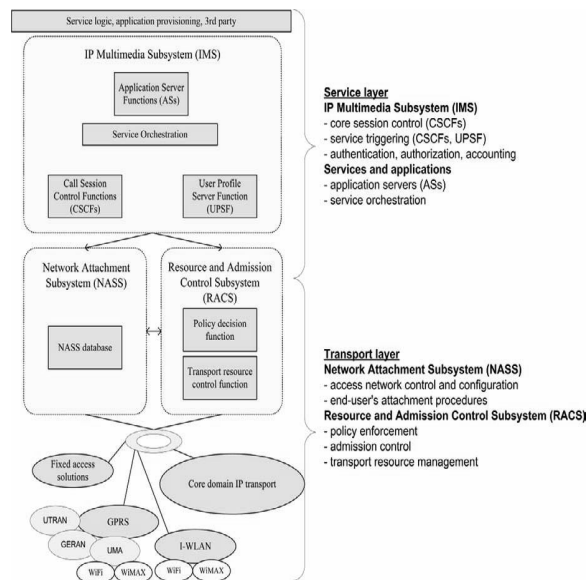 Service logic, application provisioning, 3rd party
IP Multimedia Subsystem (IMS)
Application Server
Functions (ASs)
Service Orchestration
Call Session
Control Functions
(CSCFs)
User Profile
Server Function
(UPSF)
Network Attachment
Subsystem (NASS)
NASS database
Resource and Admission
Control Subsystem
(RACS)
Policy decision
function
Transport resource
control function
Fixed access
solutions
Core domain IP transport
UTRAN
GPRS
GERAN
UMA
I-WLAN
WiFi
WiMAX
WiFi
WiMAX
Service layer
IP Multimedia Subsystem (IMS)
- core session control (CSCFs)
- service triggering (CSCFs, UPSF)
- authentication, authorization, accounting
Services and applications
- application servers (ASs)
- service orchestration
Transport layer
Network Attachment Subsystem (NASS)
- access network control and configuration
- end-user's attachment procedures
Resource and Admission Control Subsystem (RACS)
- policy enforcement
- admission control
- transport resource management